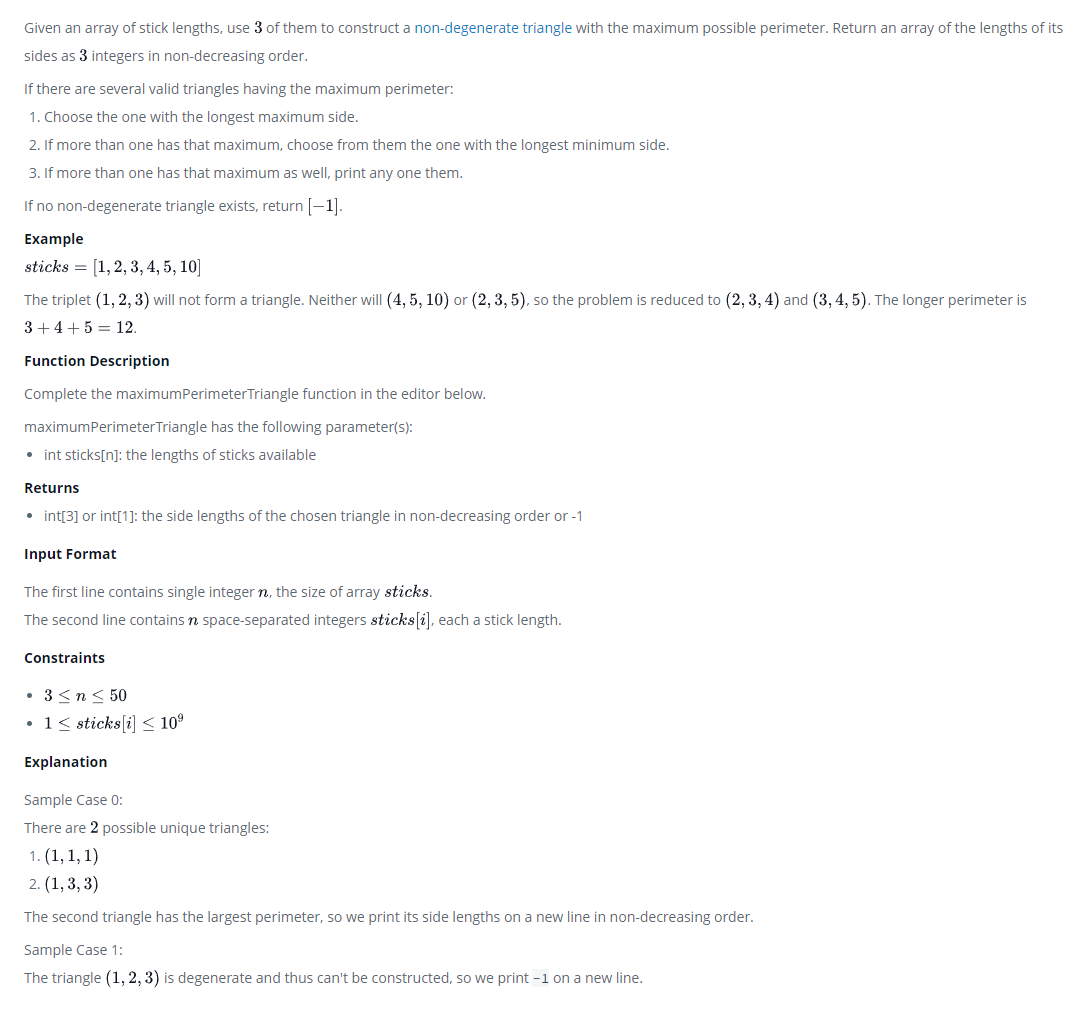 Given an array of stick lengths, use 3 of them to construct a non-degenerate triangle with the maximum possible perimeter. Return an array of the lengths of its
sides as 3 integers in non-decreasing order.
If there are several valid triangles having the maximum perimeter:
1. Choose the one with the longest maximum side.
2. If more than one has that maximum, choose from them the one with the longest minimum side.
3. If more than one has that maximum as well, print any one them.
If no non-degenerate triangle exists, return [−1].
Example
sticks = [1, 2, 3, 4, 5, 10]
The triplet (1, 2, 3) will not form a triangle. Neither will (4, 5, 10) or (2, 3, 5), so the problem is reduced to (2, 3, 4) and (3, 4, 5). The longer perimeter is
3 + 4 + 5 = 12.
Function Description
Complete the maximumPerimeterTriangle function in the editor below.
maximumPerimeterTriangle has the following parameter(s):
• int sticks[n]: the lengths of sticks available
Returns
• int[3] or int[1]: the side lengths of the chosen triangle in non-decreasing order or -1
Input Format
The first line contains single integer n, the size of array sticks.
The second line contains n space-separated integers sticks[i], each a stick length.
Constraints
• 3 ≤ n ≤ 50
• 1 ≤ sticks[i] ≤ 10⁹
Explanation
Sample Case 0:
There are 2 possible unique triangles:
1. (1, 1, 1)
2. (1, 3, 3)
The second triangle has the largest perimeter, so we print its side lengths on a new line in non-decreasing order.
Sample Case 1:
The triangle (1, 2, 3) is degenerate and thus can't be constructed, so we print -1 on a new line.